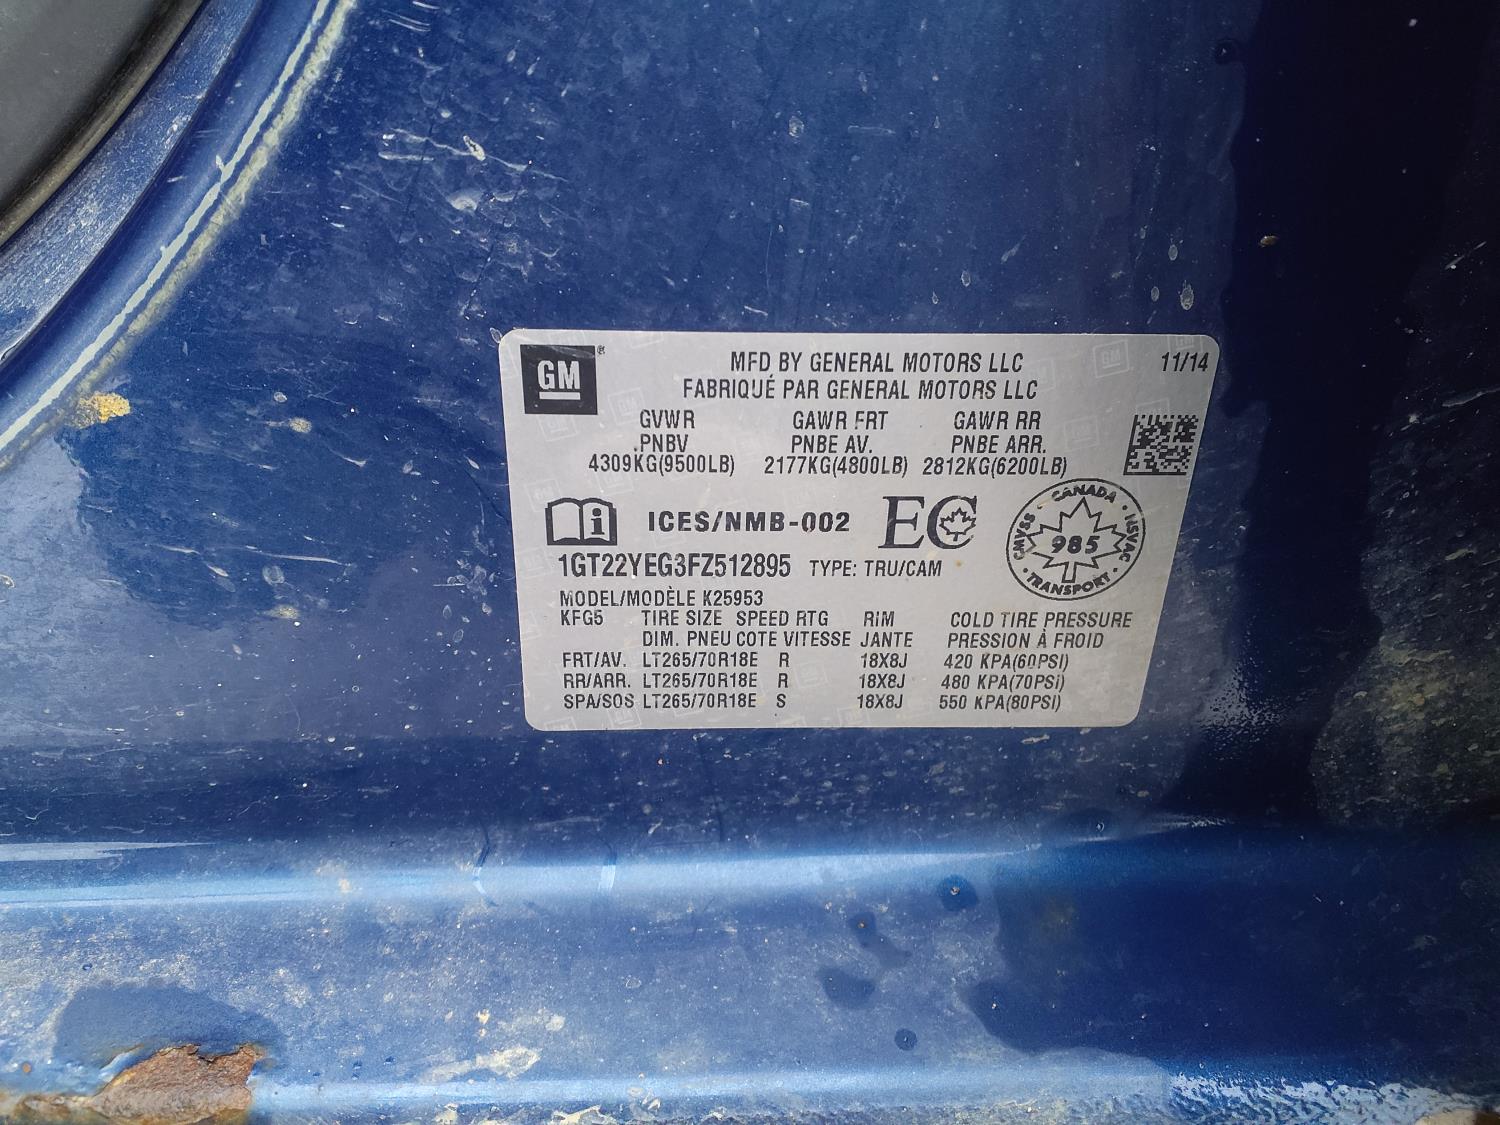 GM®
MFD BY GENERAL MOTORS LLC 11/14
FABRIQUÉ PAR GENERAL MOTORS LLC
GVWR GAWR FRT GAWR RR
PNBV PNBE AV. PNBE ARR.
4309KG(9500LB) 2177KG(4800LB) 2812KG(6200LB)
ICES/NMB-002 EC
CANADA
CMVSS · NSVAC
985
TRANSPORT
1GT22YEG3FZ512895 TYPE: TRU/CAM
MODEL/MODÈLE K25953
KFG5 TIRE SIZE SPEED RTG RIM COLD TIRE PRESSURE
DIM. PNEU COTE VITESSE JANTE PRESSION À FROID
FRT/AV. LT265/70R18E R 18X8J 420 KPA(60PSI)
RR/ARR. LT265/70R18E R 18X8J 480 KPA(70PSI)
SPA/SOS LT265/70R18E S 18X8J 550 KPA(80PSI)